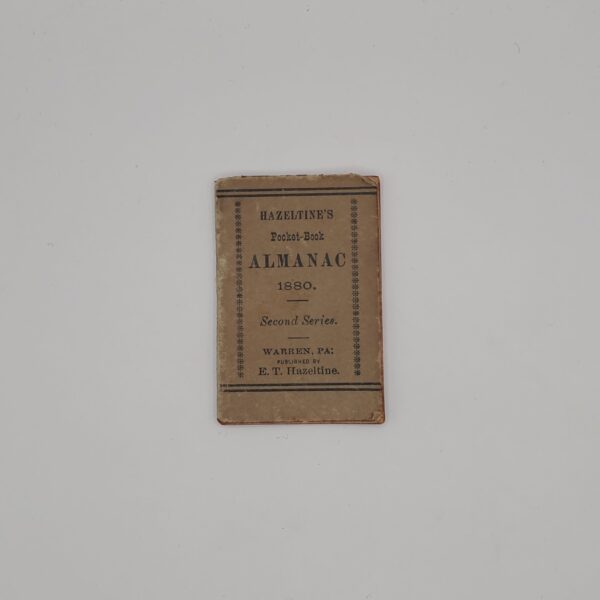 HAZELTINE'S
Pocket-Book
ALMANAC
1880.
Second Series.
WARREN, PA:
PUBLISHED BY
E. T. Hazeltine.